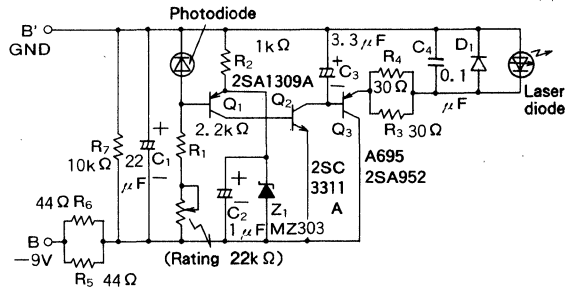 Photodiode
B'
GND
1kΩ
R2
2SA1309A
3.3μF
+
C3
−
R4
30Ω
C4
0.1
μF
D1
Laser
diode
Q1
Q2
Q3
2.2kΩ
R1
R3 30Ω
R7
10kΩ
+
22
C1
μF −
2SC
3311
A
A695
2SA952
+
C2 −
1μF
Z1
MZ303
44Ω R6
B
−9V
R5 44Ω
(Rating 22kΩ)